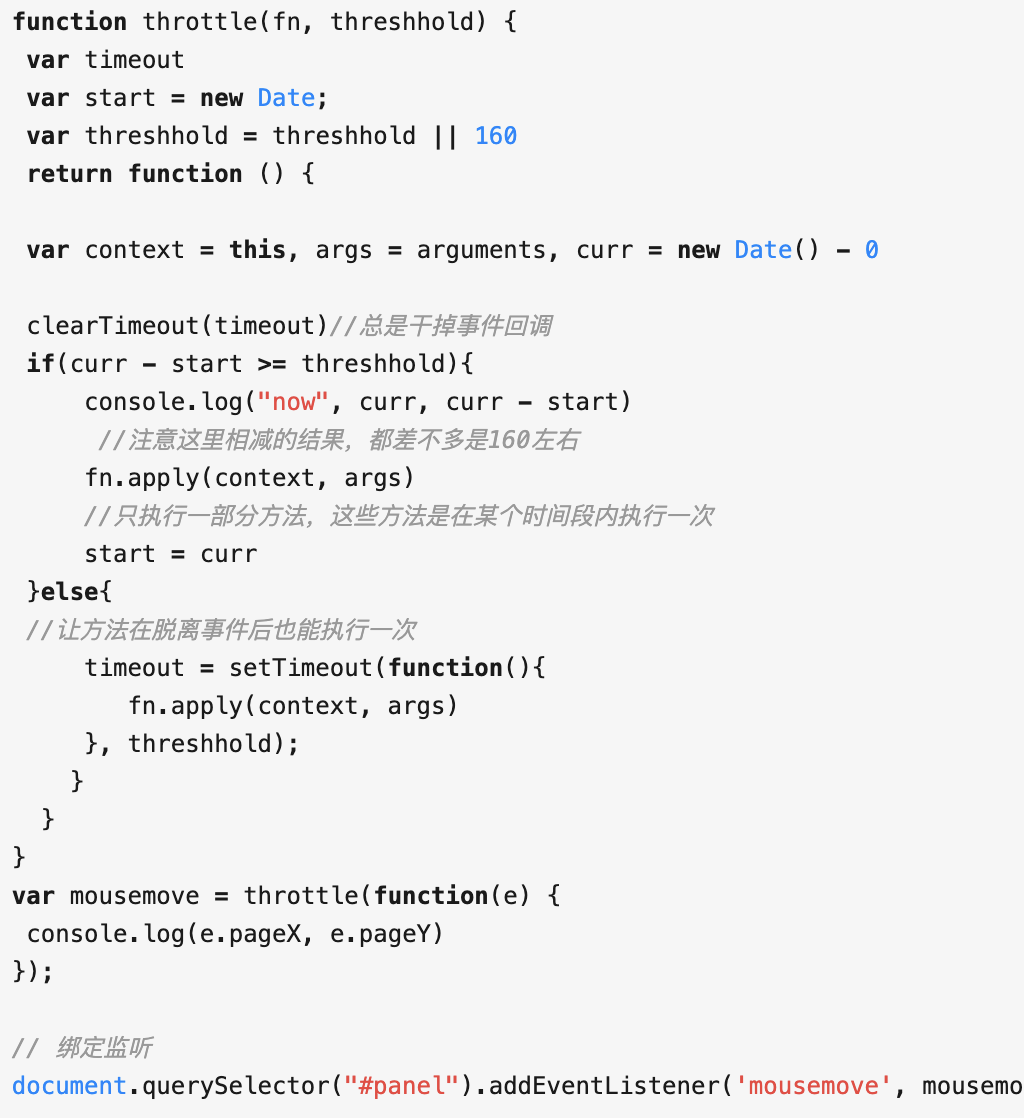 function throttle(fn, threshhold) {
 var timeout
 var start = new Date;
 var threshhold = threshhold || 160
 return function () {

 var context = this, args = arguments, curr = new Date() - 0

 clearTimeout(timeout)//总是干掉事件回调
 if(curr - start >= threshhold){
     console.log("now", curr, curr - start)
      //注意这里相减的结果，都差不多是160左右
     fn.apply(context, args)
     //只执行一部分方法，这些方法是在某个时间段内执行一次
     start = curr
 }else{
 //让方法在脱离事件后也能执行一次
     timeout = setTimeout(function(){
        fn.apply(context, args)
     }, threshhold);
    }
  }
}
var mousemove = throttle(function(e) {
 console.log(e.pageX, e.pageY)
});

// 绑定监听
document.querySelector("#panel").addEventListener('mousemove', mousemo